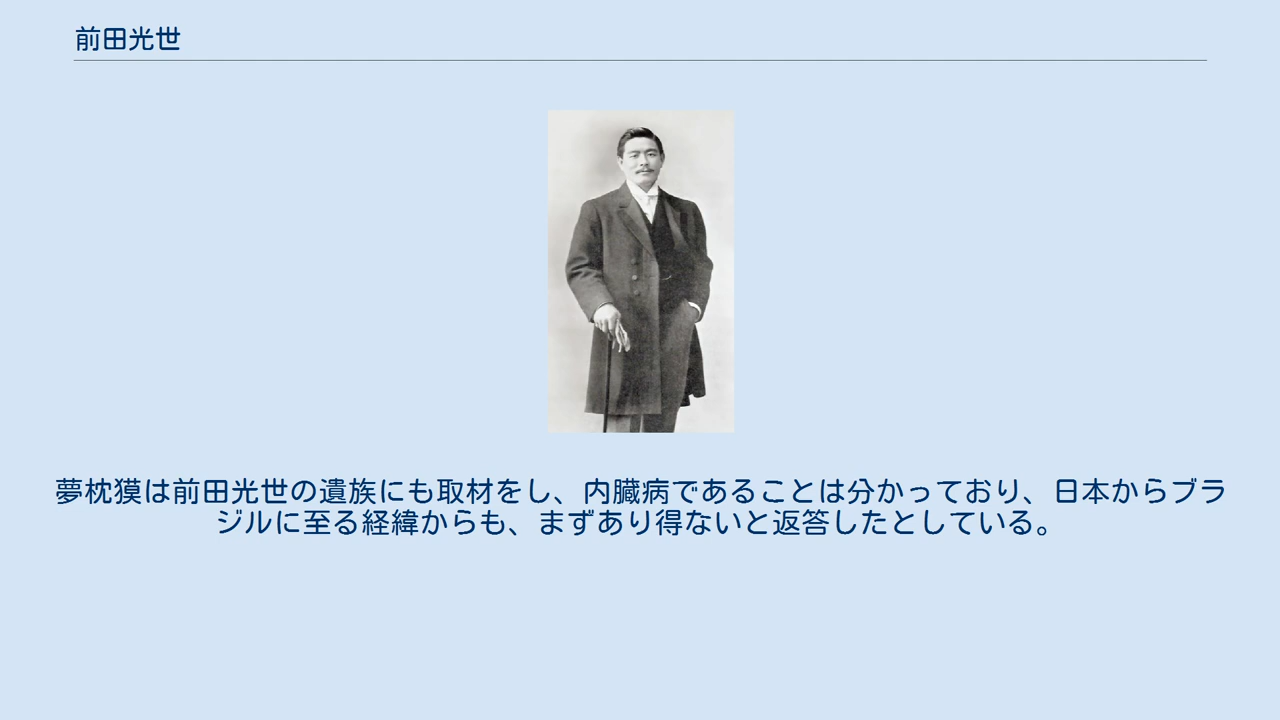 前田光世
夢枕獏は前田光世の遺族にも取材をし、内臓病であることは分かっており、日本からブラ
ジルに至る経緯からも、まずあり得ないと返答したとしている。